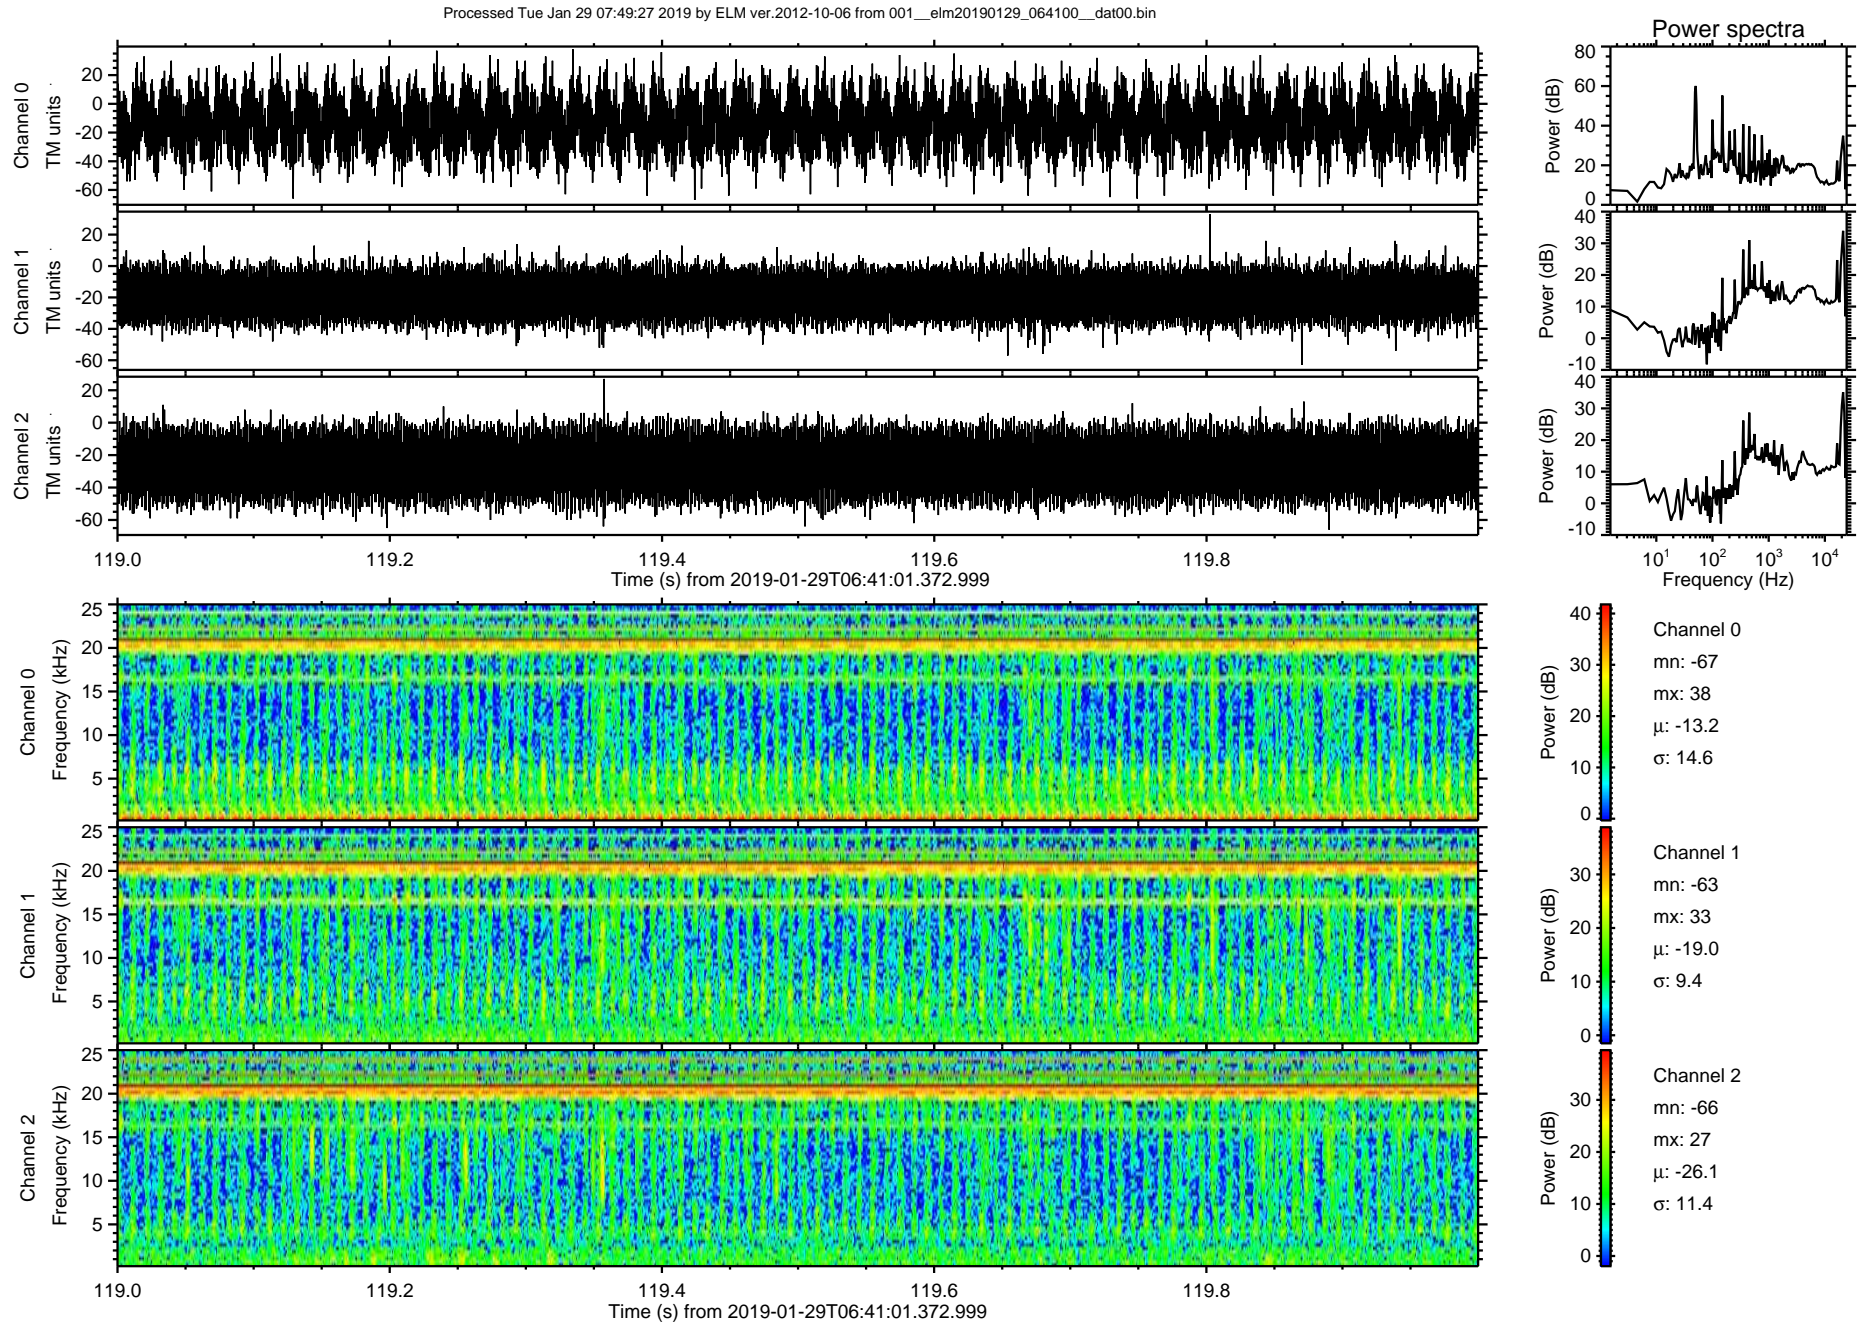 Processed Tue Jan 29 07:49:27 2019 by ELM ver.2012-10-06 from 001__elm20190129_064100__dat00.bin
Power spectra
Channel 0
TM units
20
0
-20
-40
-60
Power (dB)
80
60
40
20
0
Channel 1
TM units
20
0
-20
-40
-60
Power (dB)
40
30
20
10
0
-10
Channel 2
TM units
20
0
-20
-40
-60
Power (dB)
40
30
20
10
0
-10
119.0 119.2 119.4 119.6 119.8
Time (s) from 2019-01-29T06:41:01.372.999
10¹ 10² 10³ 10⁴
Frequency (Hz)
Channel 0
Frequency (kHz)
25
20
15
10
5
Power (dB)
40
30
20
10
0
Channel 0
mn: -67
mx: 38
μ: -13.2
σ: 14.6
Channel 1
Frequency (kHz)
25
20
15
10
5
Power (dB)
30
20
10
0
Channel 1
mn: -63
mx: 33
μ: -19.0
σ: 9.4
Channel 2
Frequency (kHz)
25
20
15
10
5
Power (dB)
30
20
10
0
Channel 2
mn: -66
mx: 27
μ: -26.1
σ: 11.4
119.0 119.2 119.4 119.6 119.8
Time (s) from 2019-01-29T06:41:01.372.999